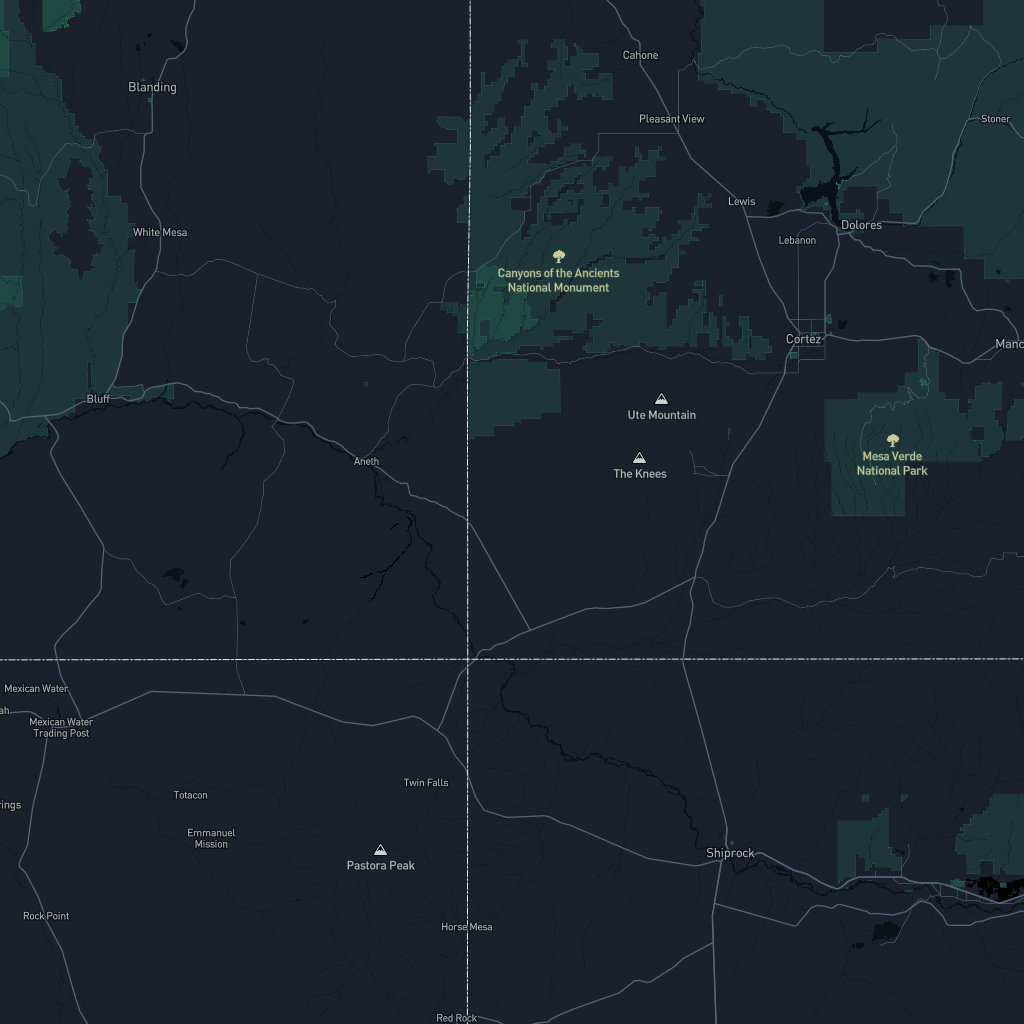 Cahone
Blanding
Pleasant View
Stoner
Lewis
Dolores
White Mesa
Lebanon
Canyons of the Ancients
National Monument
Cortez
Manc
Bluff
Ute Mountain
Mesa Verde
National Park
Aneth
The Knees
Mexican Water
ah
Mexican Water
Trading Post
Twin Falls
Totacon
rings
Emmanuel
Mission
Shiprock
Pastora Peak
Rock Point
Horse Mesa
Red Rock